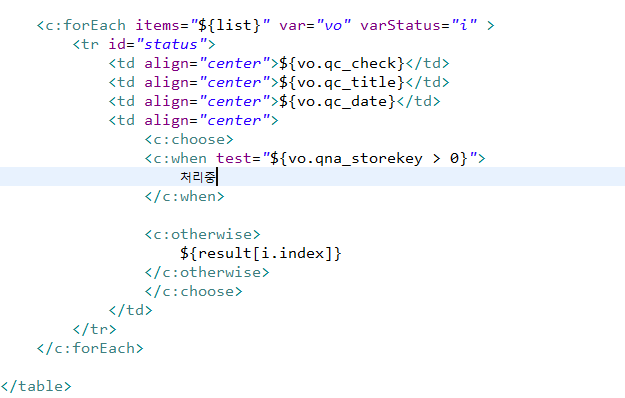 <c:forEach items="${list}" var="vo" varStatus="i" >
<tr id="status">
<td align="center">${vo.qc_check}</td>
<td align="center">${vo.qc_title}</td>
<td align="center">${vo.qc_date}</td>
<td align="center">
<c:choose>
<c:when test="${vo.qna_storekey > 0}">
처리중
</c:when>
<c:otherwise>
${result[i.index]}
</c:otherwise>
</c:choose>
</td>
</tr>
</c:forEach>
</table>